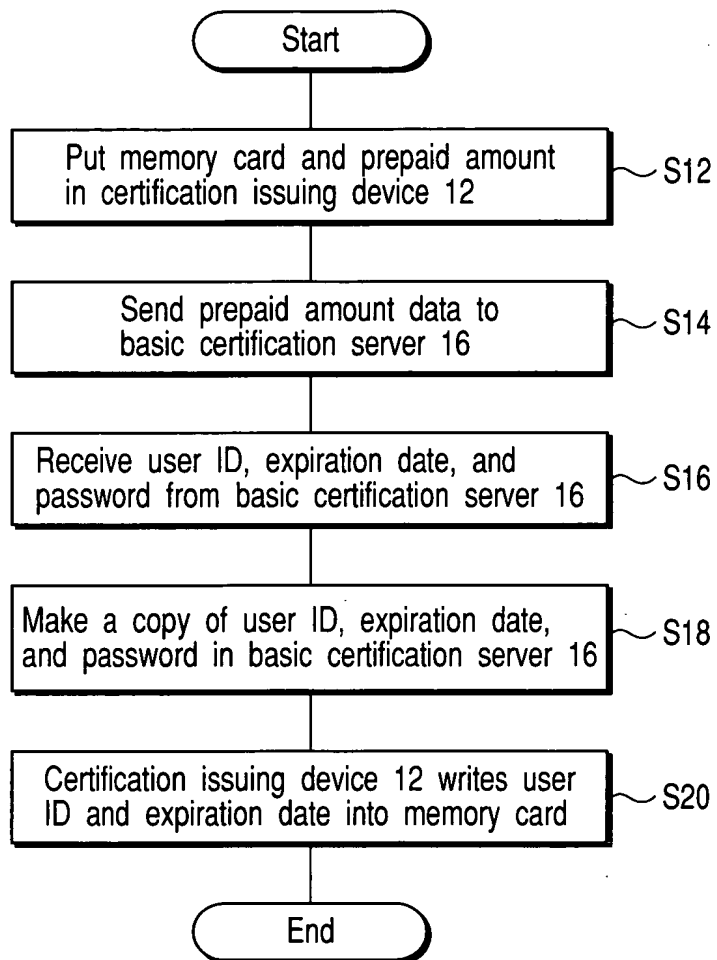 Start
Put memory card and prepaid amount
in certification issuing device 12
S12
Send prepaid amount data to
basic certification server 16
S14
Receive user ID, expiration date, and
password from basic certification server 16
S16
Make a copy of user ID, expiration date,
and password in basic certification server 16
S18
Certification issuing device 12 writes user
ID and expiration date into memory card
S20
End